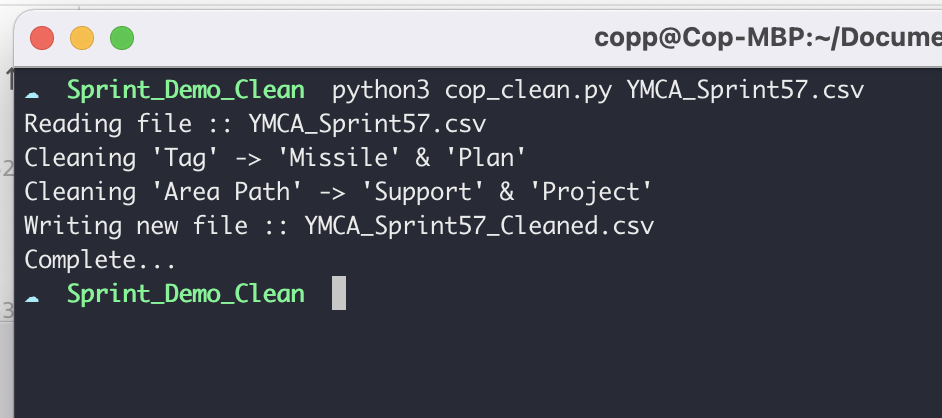 copp@Cop-MBP:~/Docume
☁ Sprint_Demo_Clean python3 cop_clean.py YMCA_Sprint57.csv
Reading file :: YMCA_Sprint57.csv
Cleaning 'Tag' -> 'Missile' & 'Plan'
Cleaning 'Area Path' -> 'Support' & 'Project'
Writing new file :: YMCA_Sprint57_Cleaned.csv
Complete...
☁ Sprint_Demo_Clean